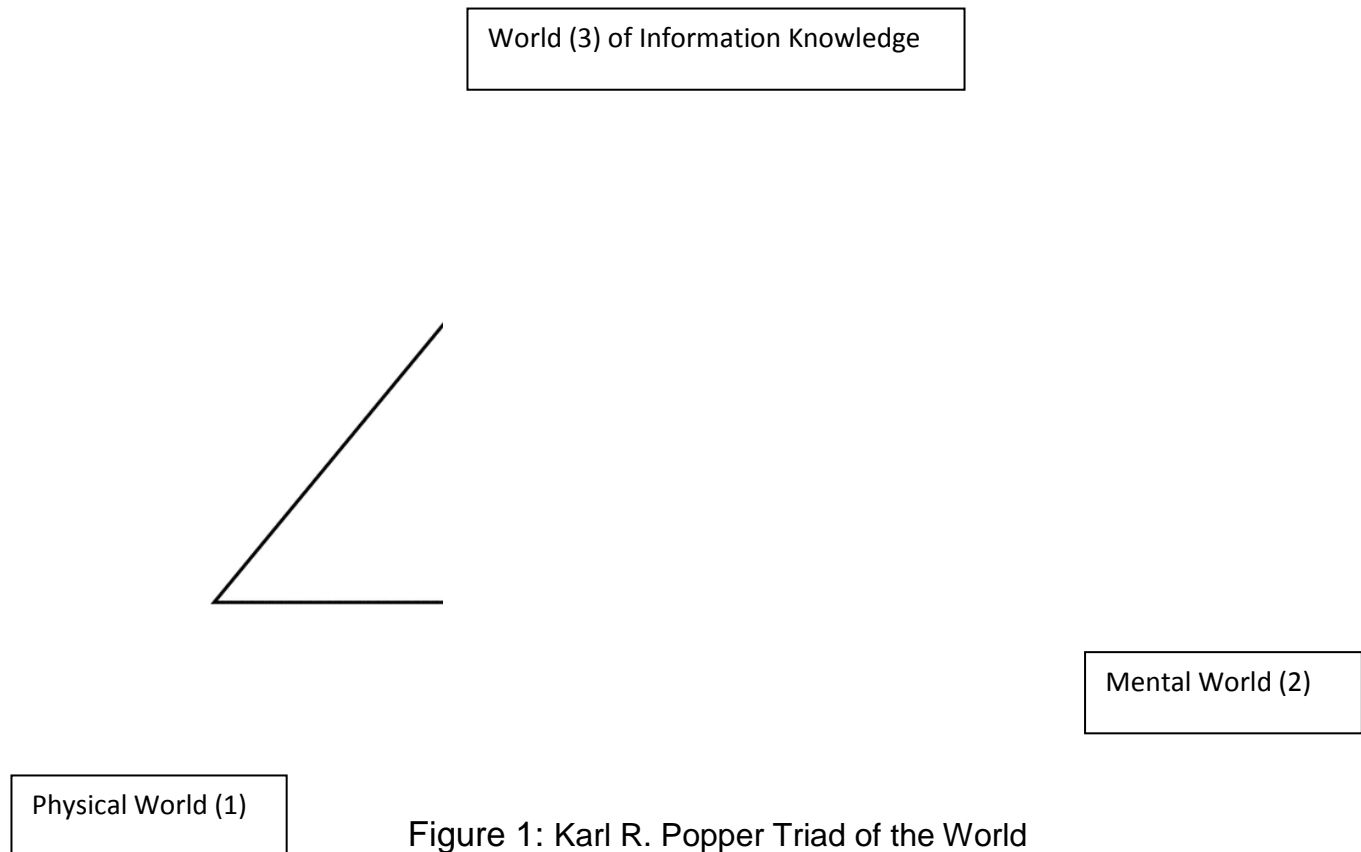 World (3) of Information Knowledge
Mental World (2)
Physical World (1)
Figure 1: Karl R. Popper Triad of the World